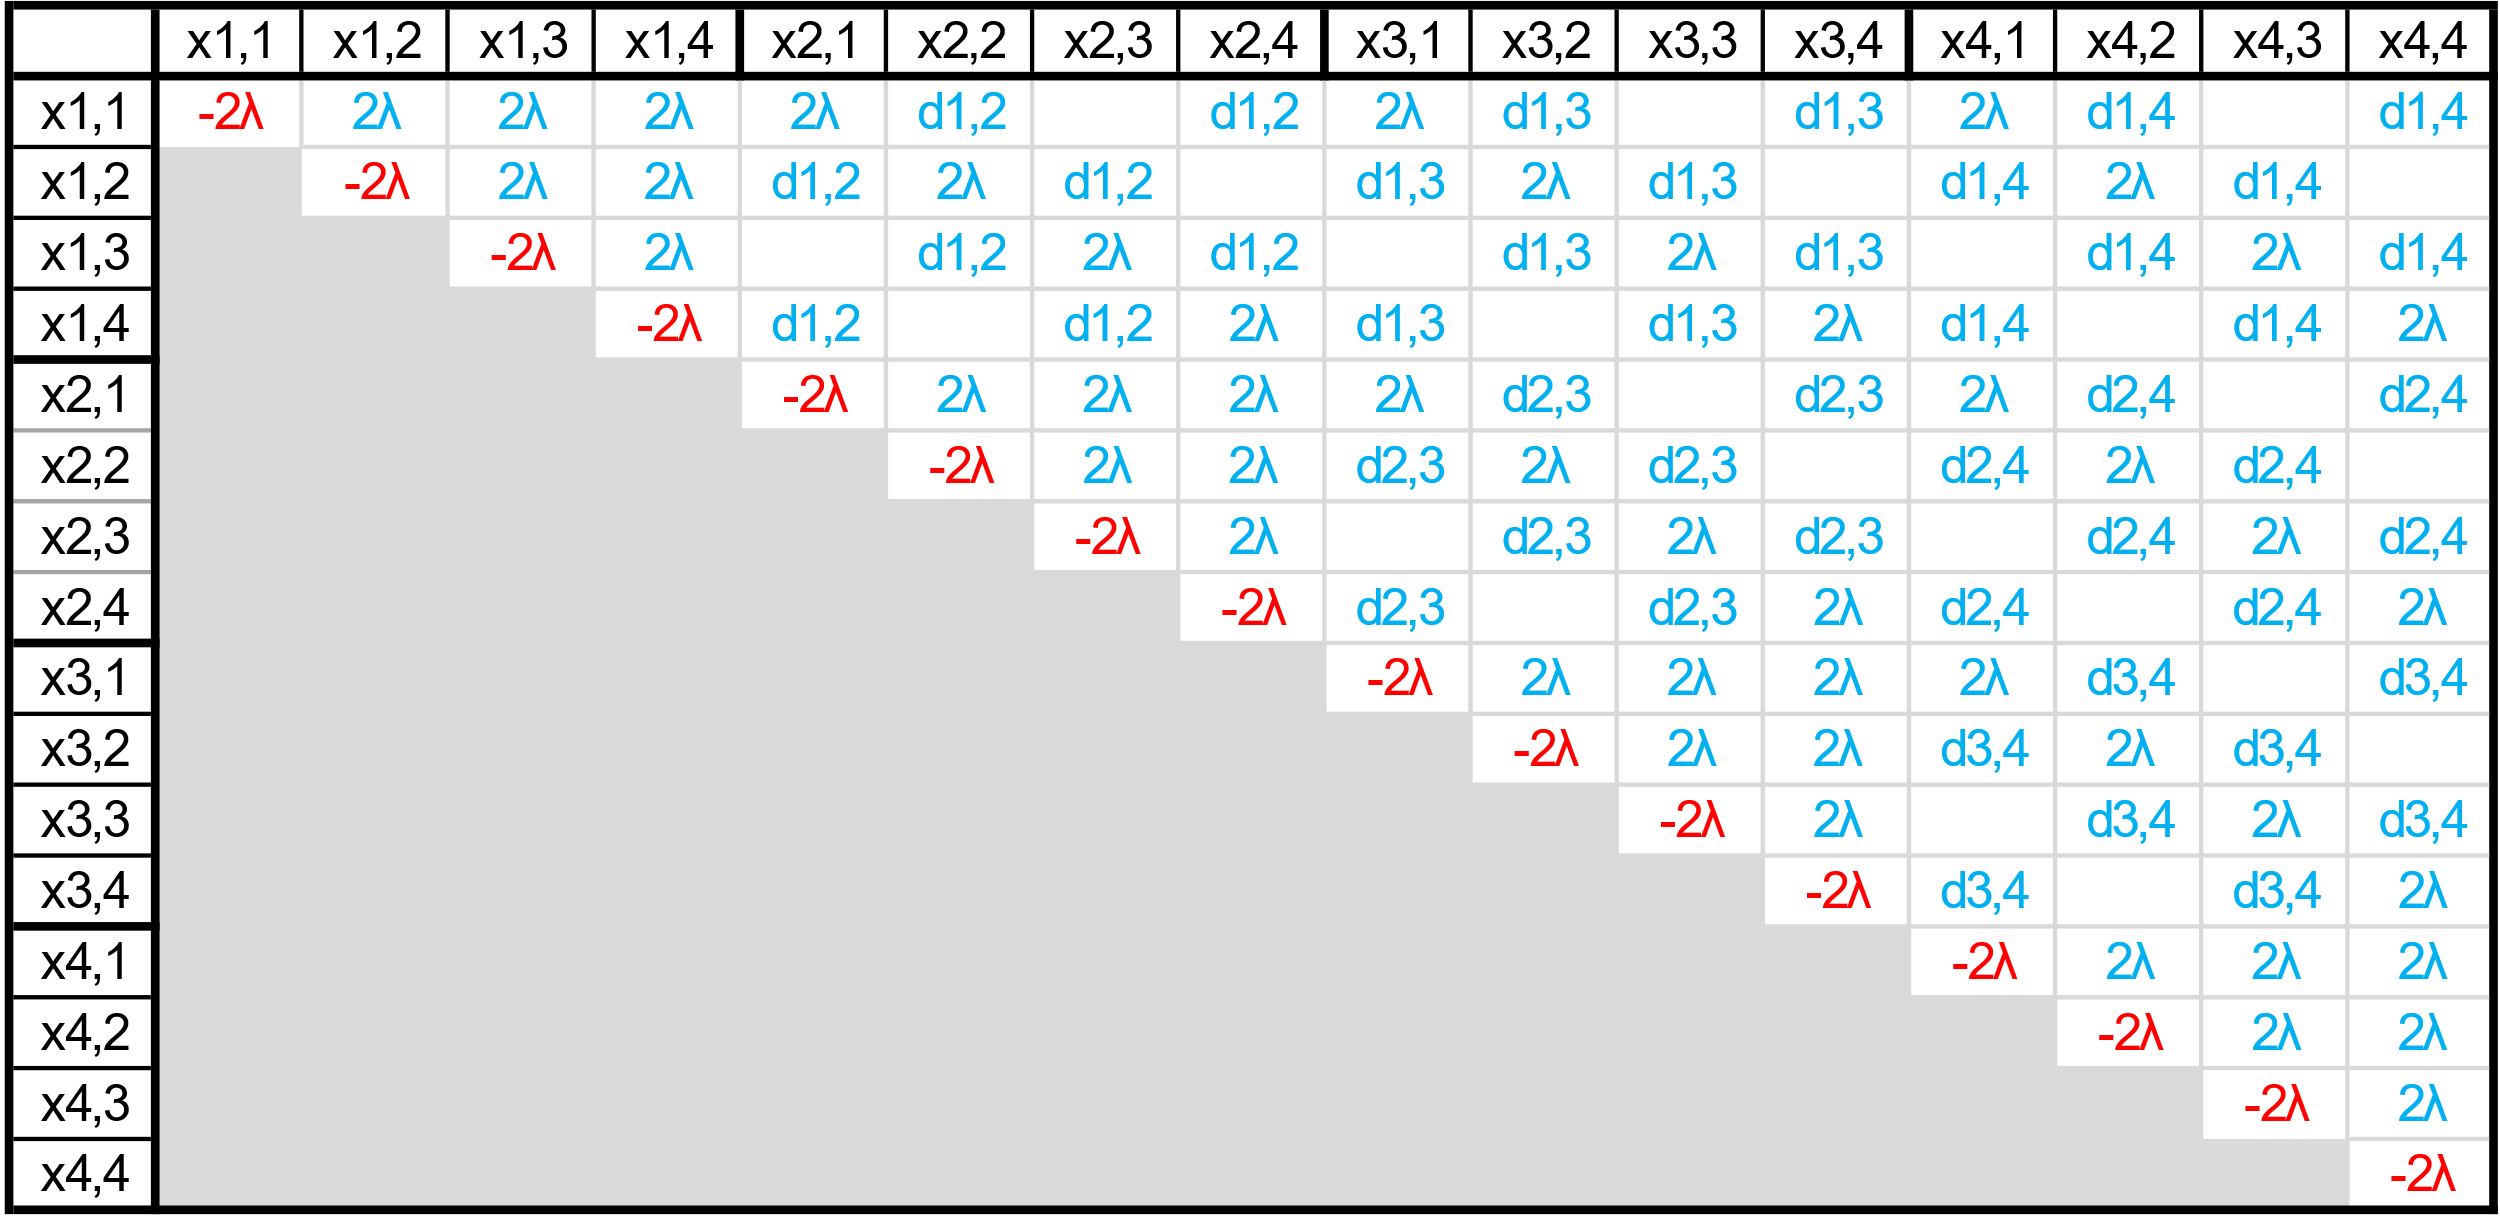 x1,1 x1,2 x1,3 x1,4 x2,1 x2,2 x2,3 x2,4 x3,1 x3,2 x3,3 x3,4 x4,1 x4,2 x4,3 x4,4
x1,1 -2λ 2λ 2λ 2λ 2λ d1,2 d1,2 2λ d1,3 d1,3 2λ d1,4 d1,4
x1,2 -2λ 2λ 2λ d1,2 2λ d1,2 d1,3 2λ d1,3 d1,4 2λ d1,4
x1,3 -2λ 2λ d1,2 2λ d1,2 d1,3 2λ d1,3 d1,4 2λ d1,4
x1,4 -2λ d1,2 d1,2 2λ d1,3 d1,3 2λ d1,4 d1,4 2λ
x2,1 -2λ 2λ 2λ 2λ 2λ d2,3 d2,3 2λ d2,4 d2,4
x2,2 -2λ 2λ 2λ d2,3 2λ d2,3 d2,4 2λ d2,4
x2,3 -2λ 2λ d2,3 2λ d2,3 d2,4 2λ d2,4
x2,4 -2λ d2,3 d2,3 2λ d2,4 d2,4 2λ
x3,1 -2λ 2λ 2λ 2λ 2λ d3,4 d3,4
x3,2 -2λ 2λ 2λ d3,4 2λ d3,4
x3,3 -2λ 2λ d3,4 2λ d3,4
x3,4 -2λ d3,4 d3,4 2λ
x4,1 -2λ 2λ 2λ 2λ
x4,2 -2λ 2λ 2λ
x4,3 -2λ 2λ
x4,4 -2λ